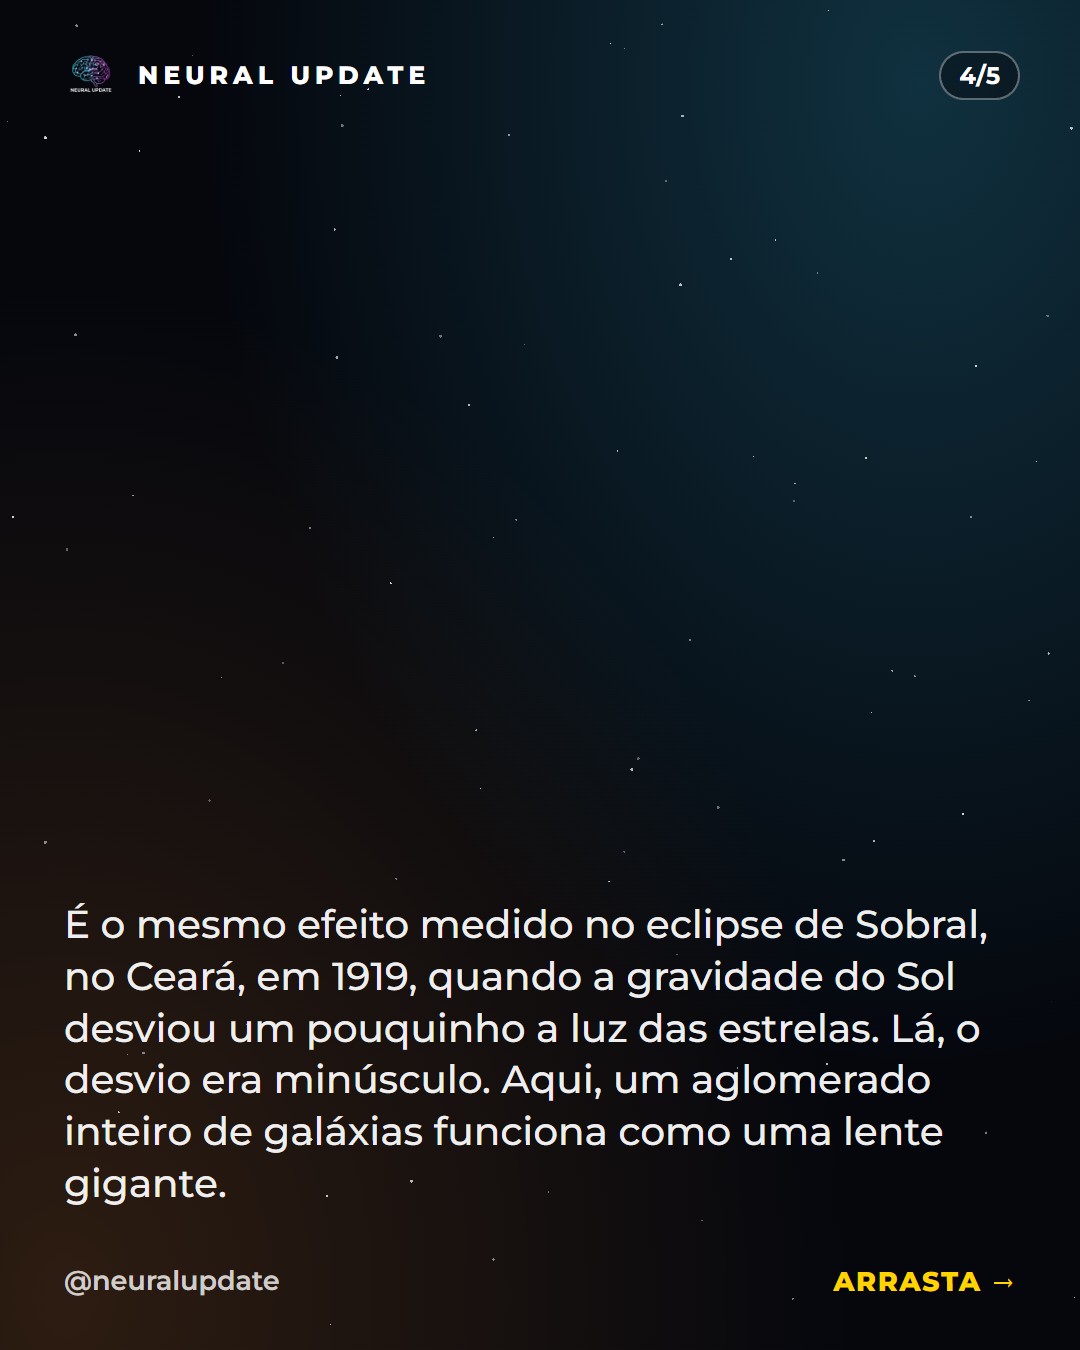 NEURAL UPDATE
NEURAL UPDATE
4/5
É o mesmo efeito medido no eclipse de Sobral,
no Ceará, em 1919, quando a gravidade do Sol
desviou um pouquinho a luz das estrelas. Lá, o
desvio era minúsculo. Aqui, um aglomerado
inteiro de galáxias funciona como uma lente
gigante.
@neuralupdate
ARRASTA →